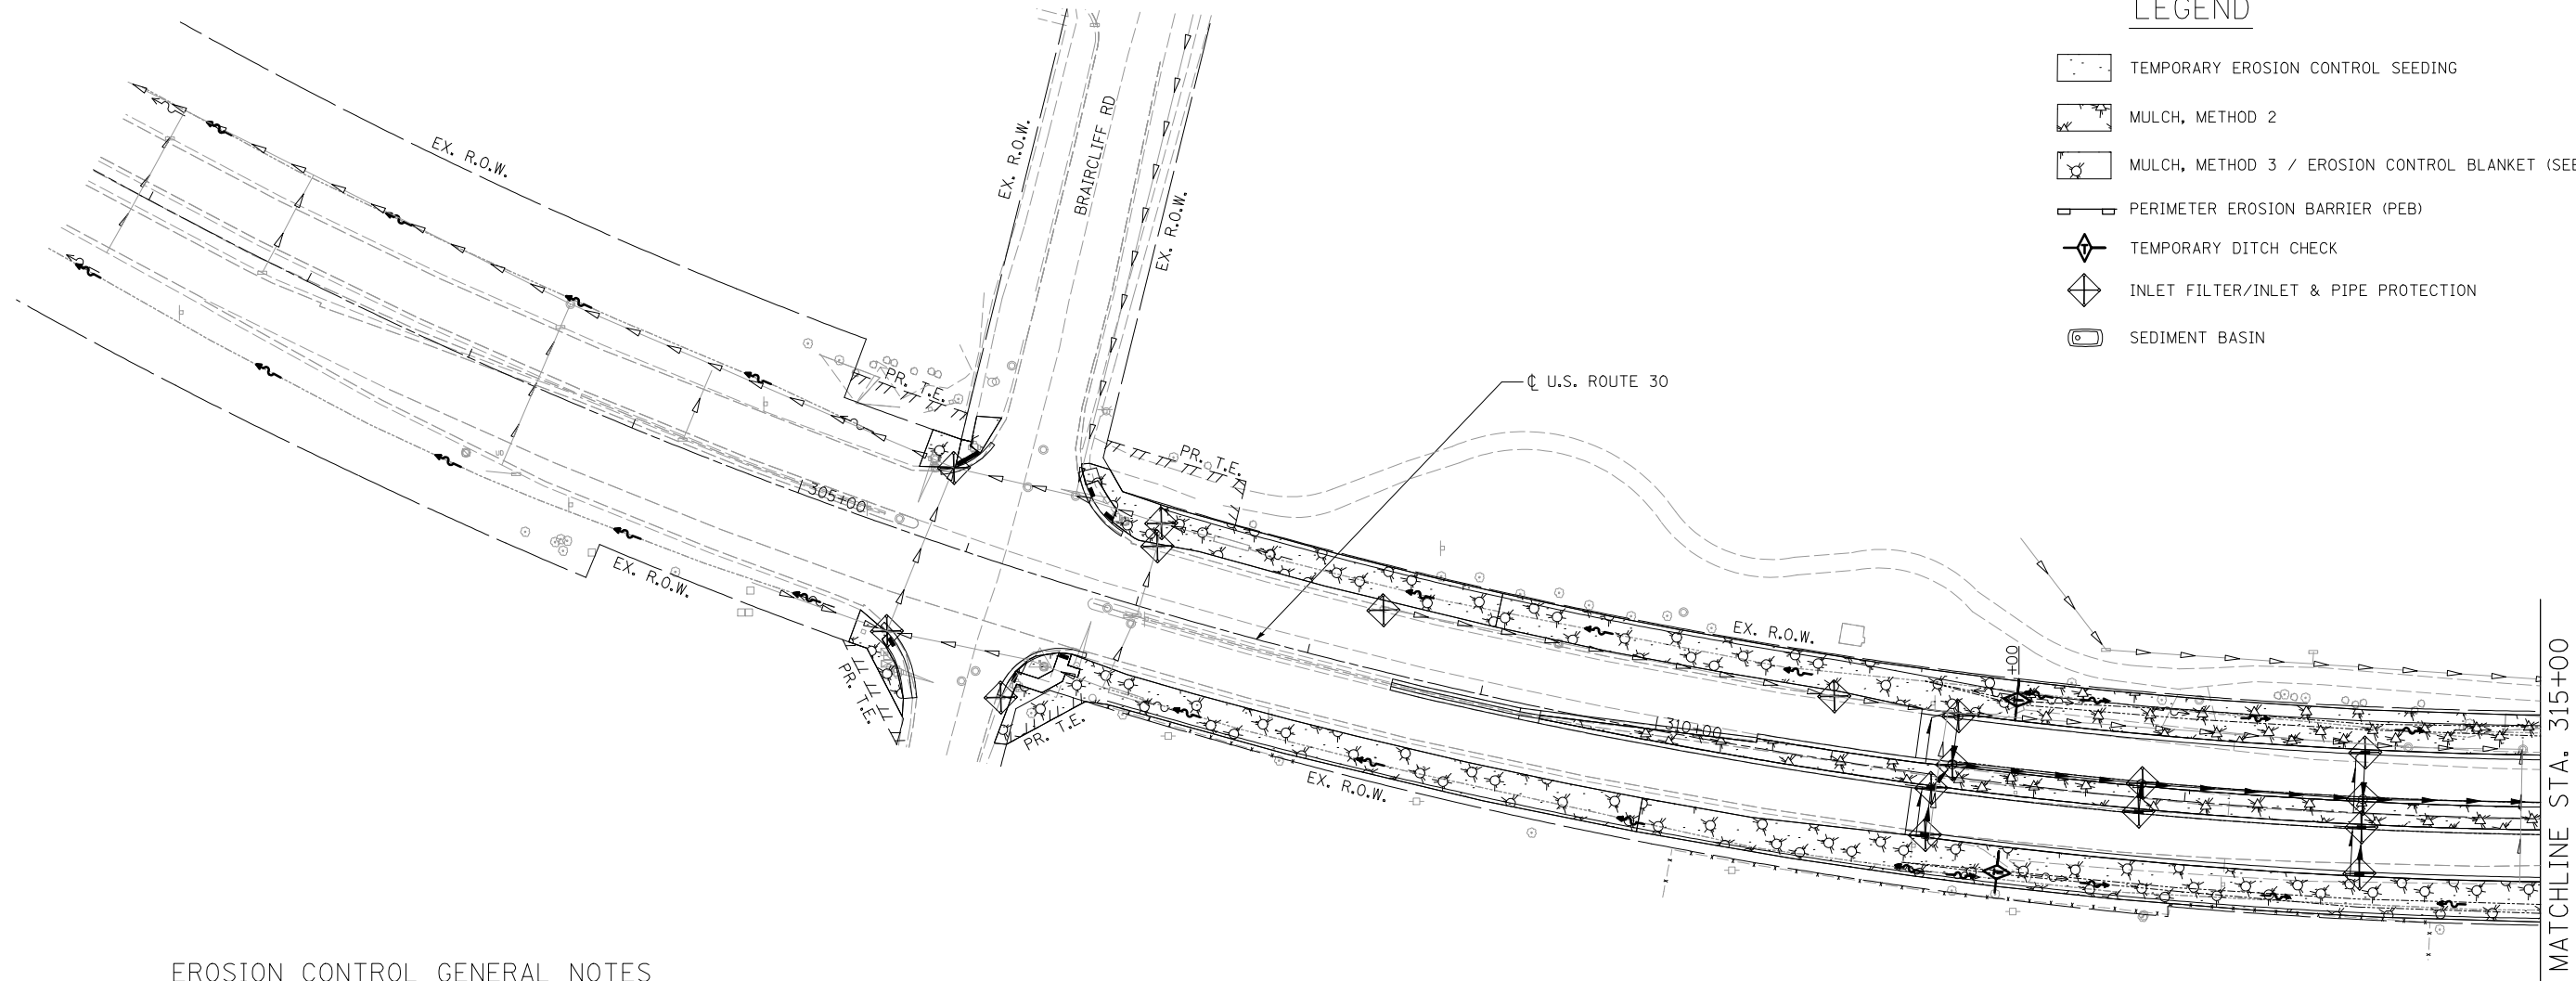 LEGEND
TEMPORARY EROSION CONTROL SEEDING
MULCH, METHOD 2
MULCH, METHOD 3 / EROSION CONTROL BLANKET (SEE
PERIMETER EROSION BARRIER (PEB)
TEMPORARY DITCH CHECK
INLET FILTER/INLET & PIPE PROTECTION
SEDIMENT BASIN
EX. R.O.W.
EX. R.O.W.
BRAIRCLIFF RD
EX. R.O.W.
PR. T.E.
PR. T.E.
℄ U.S. ROUTE 30
305+00
EX. R.O.W.
PR. T.E.
PR. T.E.
EX. R.O.W.
EX. R.O.W.
310+00
+00
MATCHLINE STA. 315+00
EROSION CONTROL GENERAL NOTES